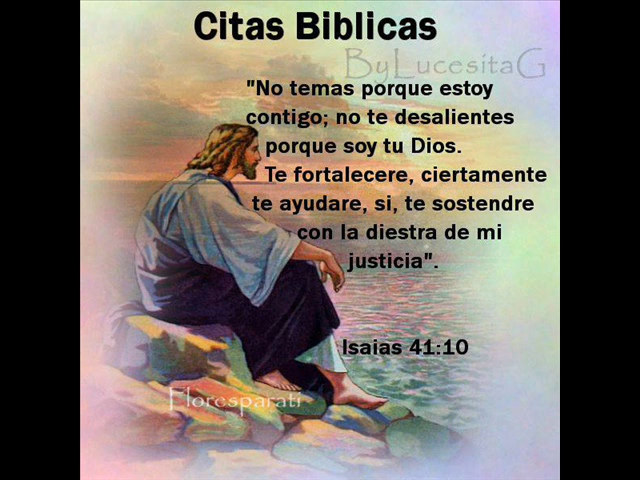 Citas Biblicas
ByLucesitaG
"No temas porque estoy
contigo; no te desalientes
porque soy tu Dios.
Te fortalecere, ciertamente
te ayudare, si, te sostendre
con la diestra de mi
justicia".
Isaias 41:10
Floresparati